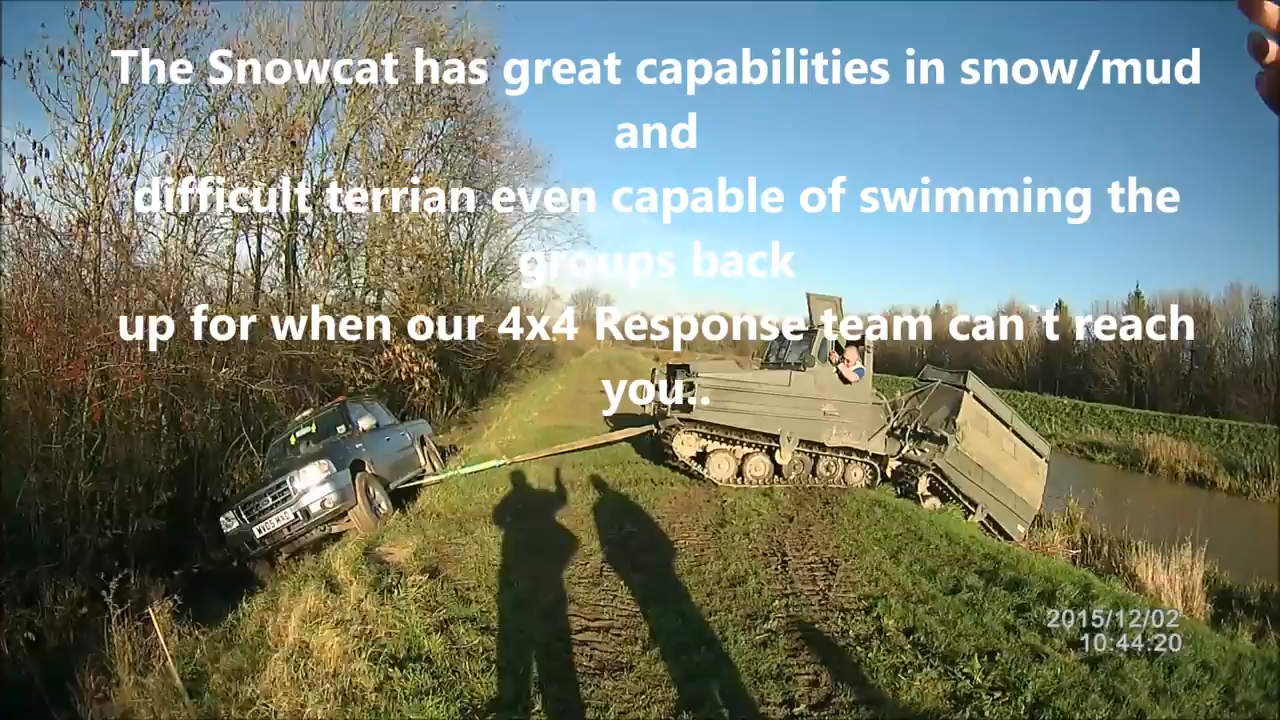 The Snowcat has great capabilities in snow/mud
and
difficult terrian even capable of swimming the
groups back
up for when our 4x4 Response team can`t reach
you..
2015/12/02
10:44:20